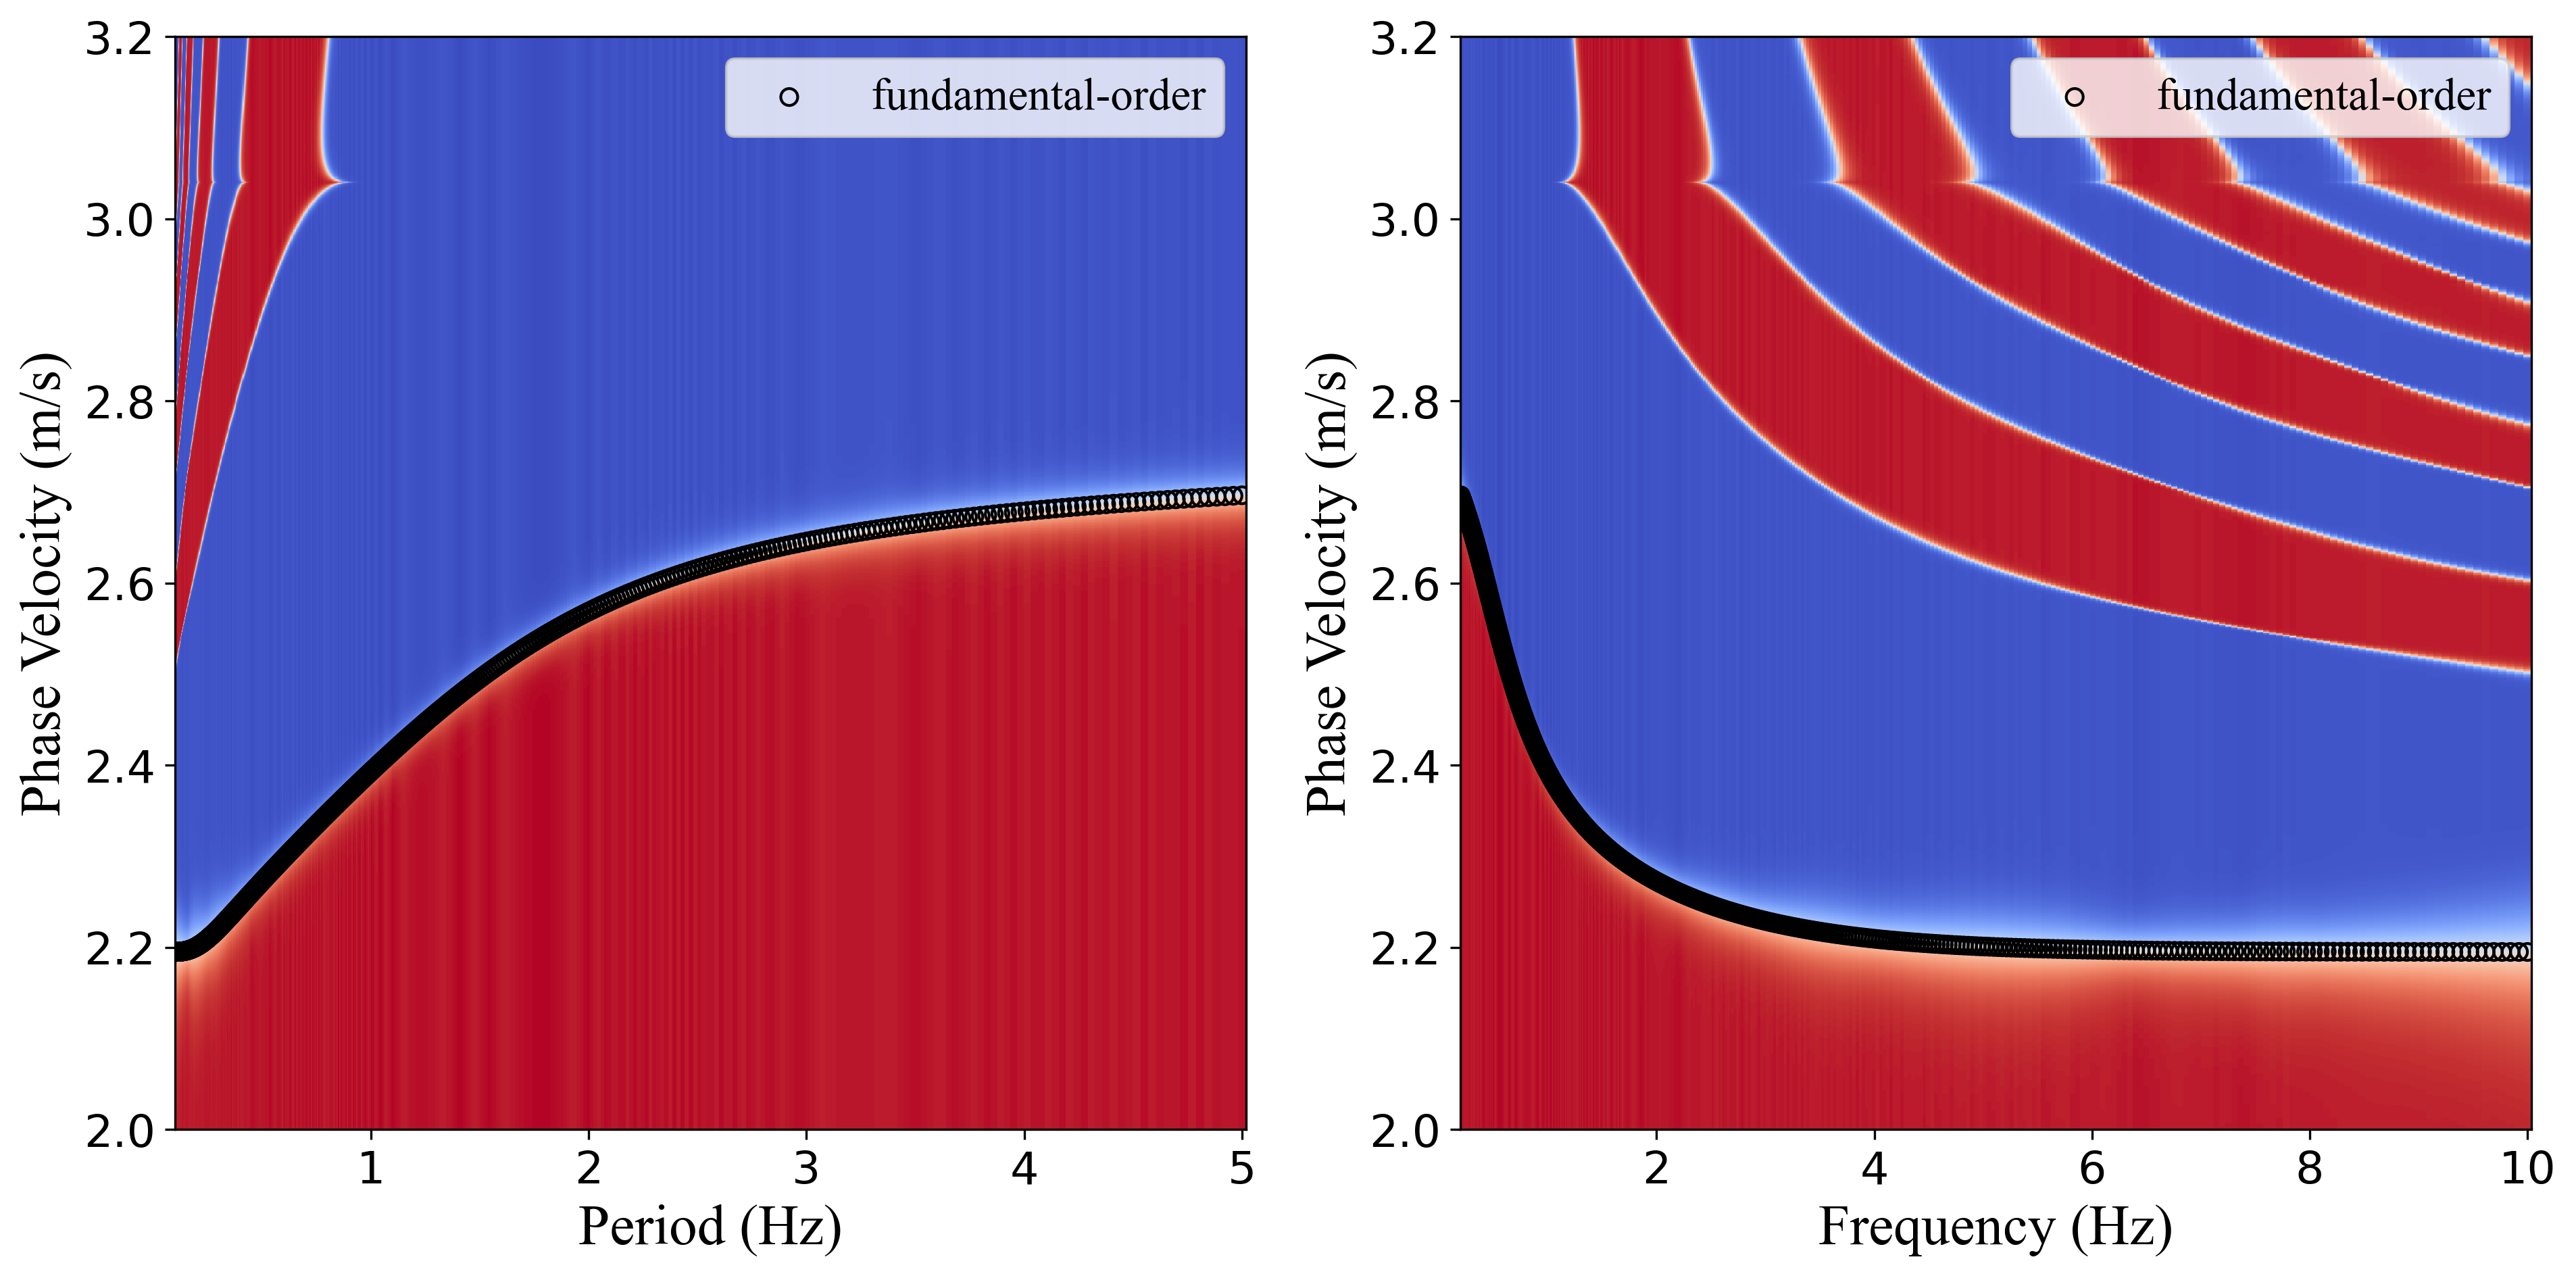 3.2
3.0
2.8
2.6
2.4
2.2
2.0
Phase Velocity (m/s)
fundamental-order
1 2 3 4 5
Period (Hz)
3.2
3.0
2.8
2.6
2.4
2.2
2.0
Phase Velocity (m/s)
fundamental-order
2 4 6 8 10
Frequency (Hz)